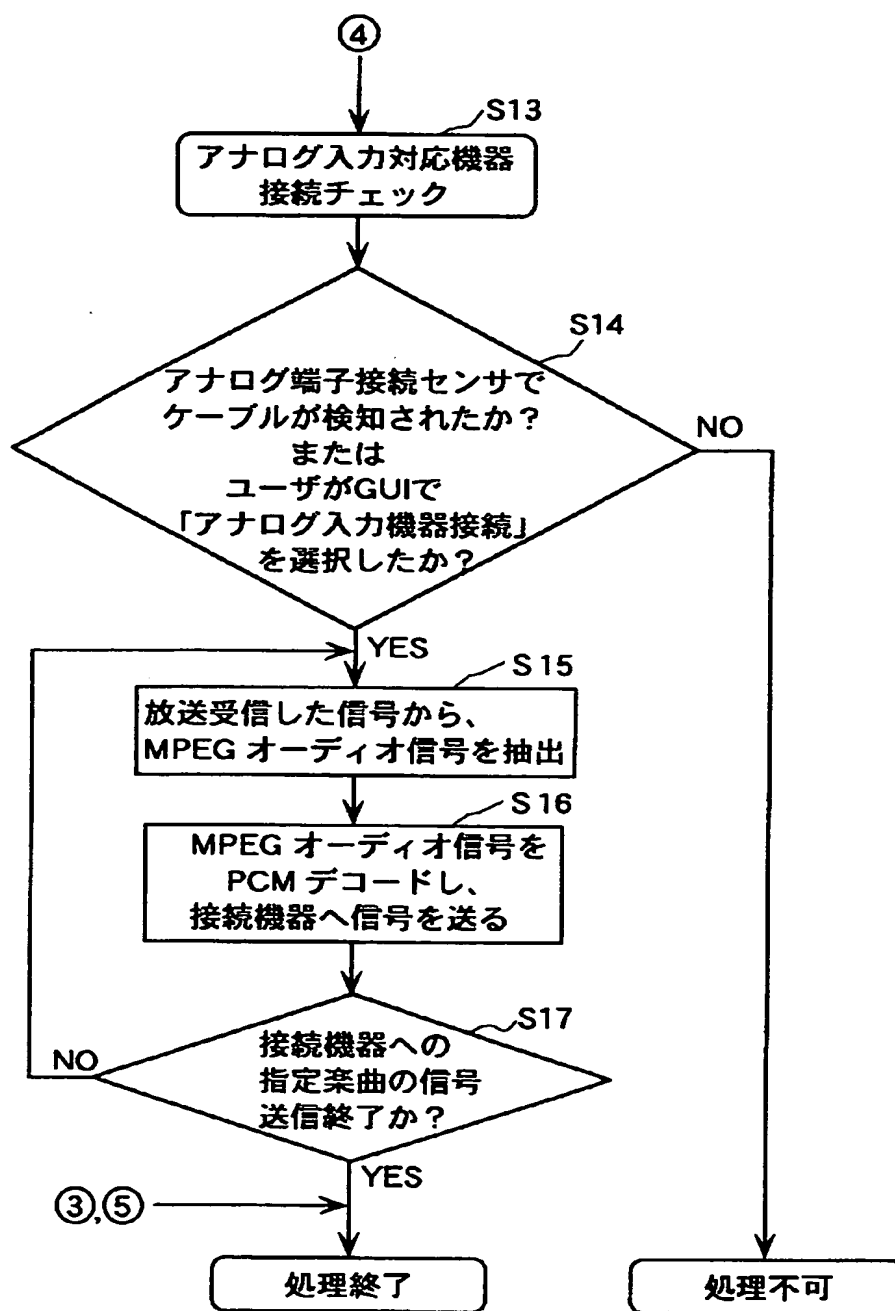 ④
S13
アナログ入力対応機器
接続チェック
S14
アナログ端子接続センサで
ケーブルが検知されたか？
または
ユーザがGUIで
「アナログ入力機器接続」
を選択したか？
NO
YES
S15
放送受信した信号から、
MPEG オーディオ信号を抽出
S16
MPEG オーディオ信号を
PCM デコードし、
接続機器へ信号を送る
S17
接続機器への
指定楽曲の信号
送信終了か？
NO
YES
③,⑤
処理終了
処理不可